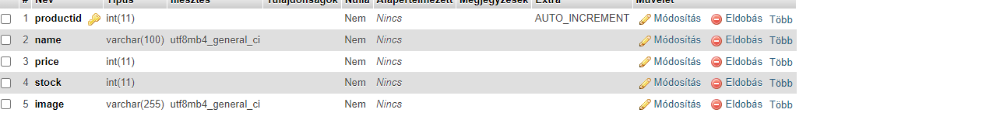 # Név Típus Illesztés Tulajdonságok Nulla Alapértelmezett Megjegyzések Extra Művelet
1 productid int(11) Nem Nincs AUTO_INCREMENT Módosítás Eldobás Több
2 name varchar(100) utf8mb4_general_ci Nem Nincs Módosítás Eldobás Több
3 price int(11) Nem Nincs Módosítás Eldobás Több
4 stock int(11) Nem Nincs Módosítás Eldobás Több
5 image varchar(255) utf8mb4_general_ci Nem Nincs Módosítás Eldobás Több